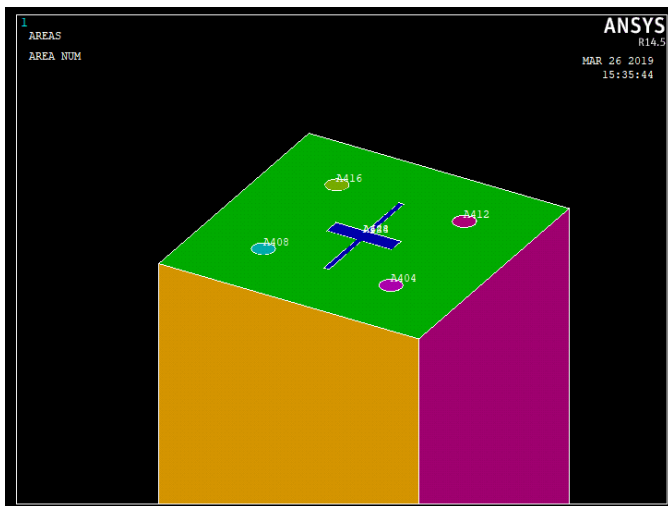 1
AREAS
AREA NUM
ANSYS
R14.5
MAR 26 2019
15:35:44
A416
A412
A408
A404